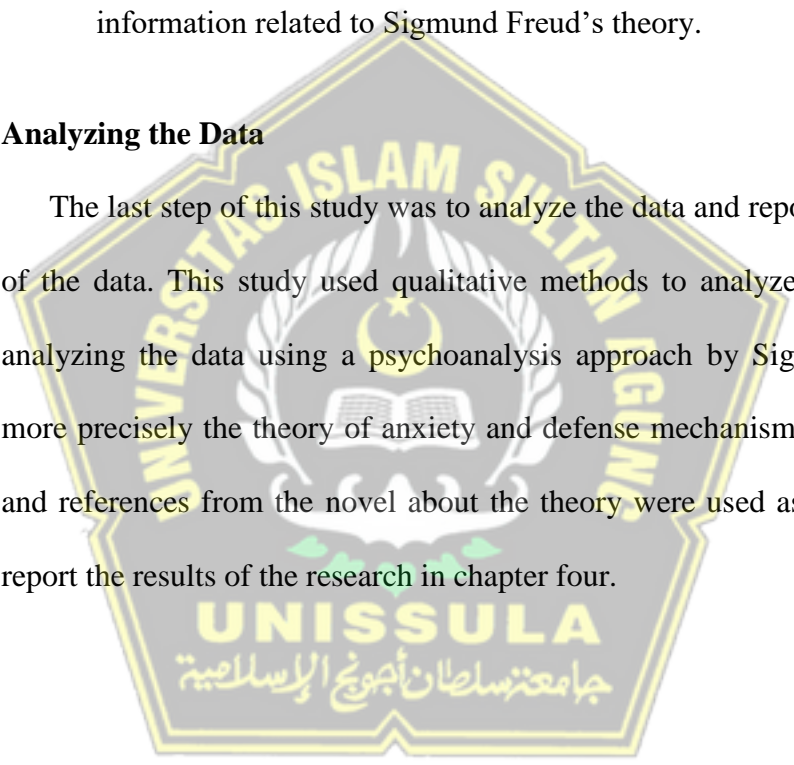 information related to Sigmund Freud’s theory.
Analyzing the Data
The last step of this study was to analyze the data and repo
of the data. This study used qualitative methods to analyze
analyzing the data using a psychoanalysis approach by Sig
more precisely the theory of anxiety and defense mechanism
and references from the novel about the theory were used as
report the results of the research in chapter four.
UNIVERSITAS ISLAM SULTAN AGUNG
UNISSULA
جامعة سلطان أجونج الإسلامية